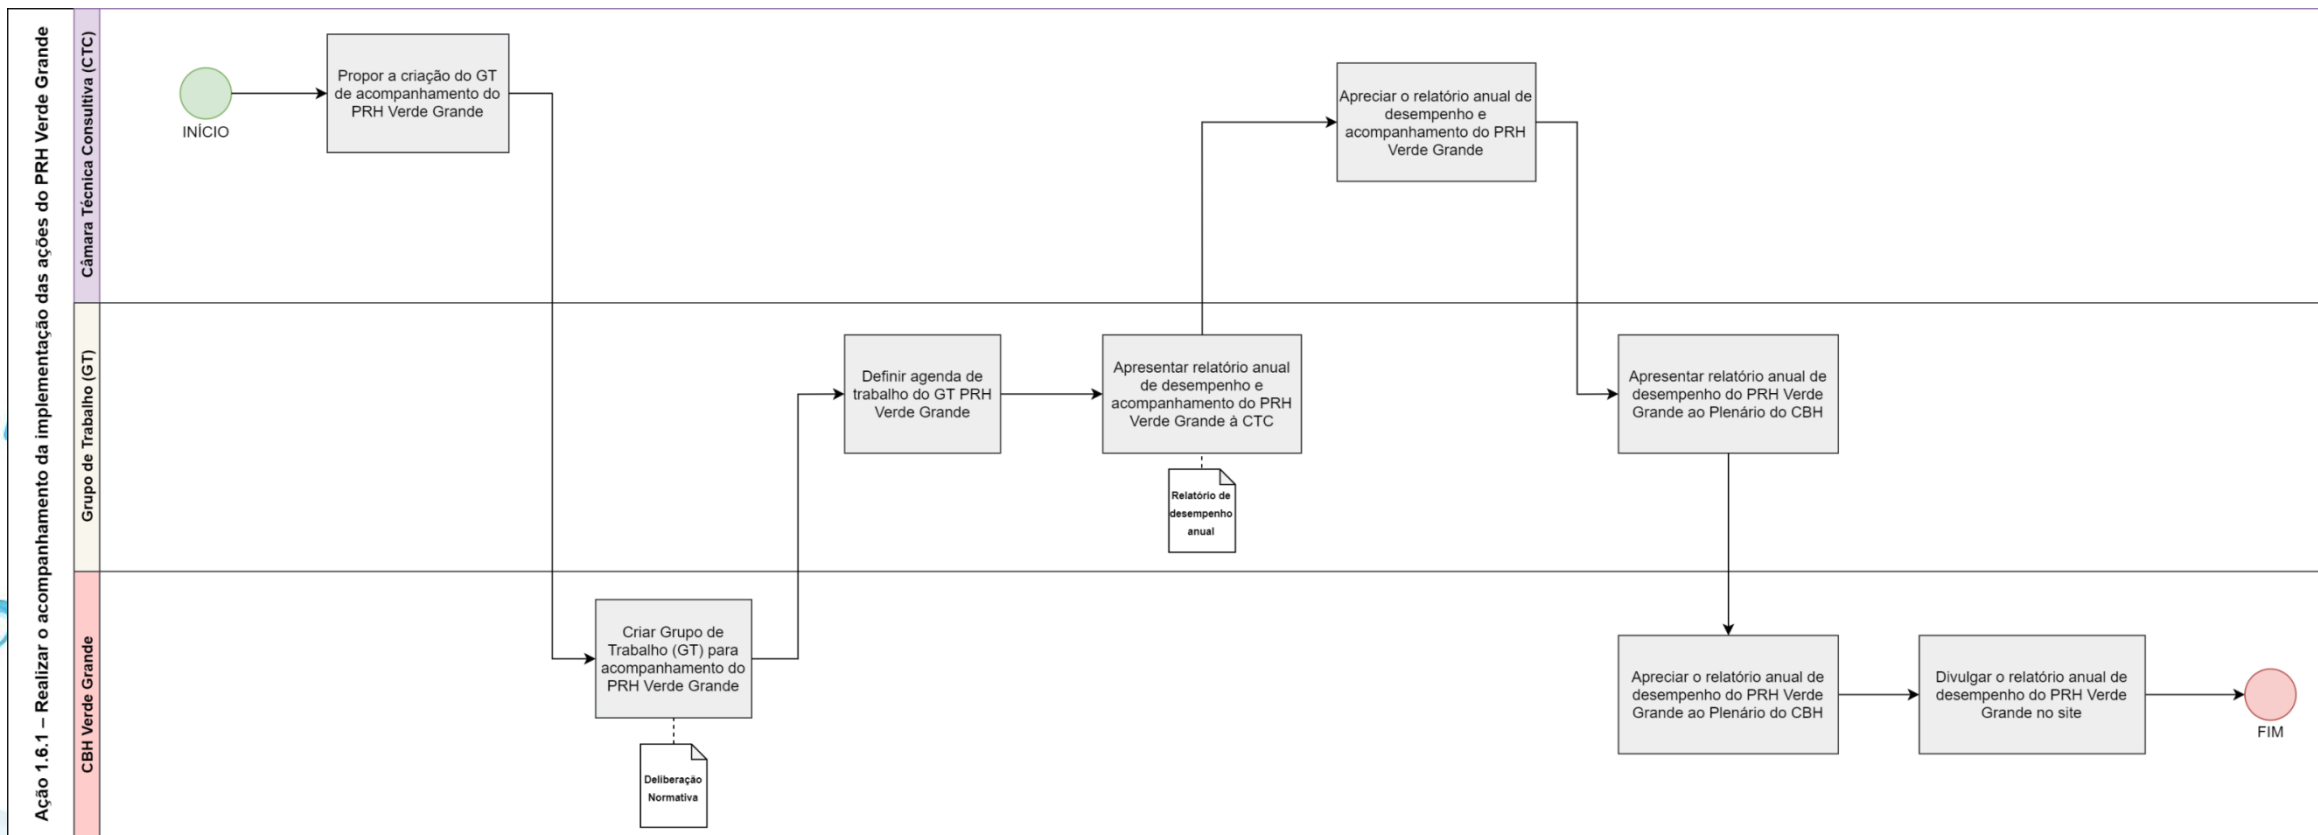 Ação 1.6.1 – Realizar o acompanhamento da implementação das ações do PRH Verde Grande
Câmara Técnica Consultiva (CTC)
INÍCIO
Propor a criação do GT
de acompanhamento do
PRH Verde Grande
Apreciar o relatório anual de
desempenho e
acompanhamento do PRH
Verde Grande
Grupo de Trabalho (GT)
Definir agenda de
trabalho do GT PRH
Verde Grande
Apresentar relatório anual
de desempenho e
acompanhamento do PRH
Verde Grande à CTC
Relatório de
desempenho
anual
Apresentar relatório anual de
desempenho do PRH Verde
Grande ao Plenário do CBH
CBH Verde Grande
Criar Grupo de
Trabalho (GT) para
acompanhamento do
PRH Verde Grande
Deliberação
Normativa
Apreciar o relatório anual de
desempenho do PRH Verde
Grande ao Plenário do CBH
Divulgar o relatório anual de
desempenho do PRH Verde
Grande no site
FIM